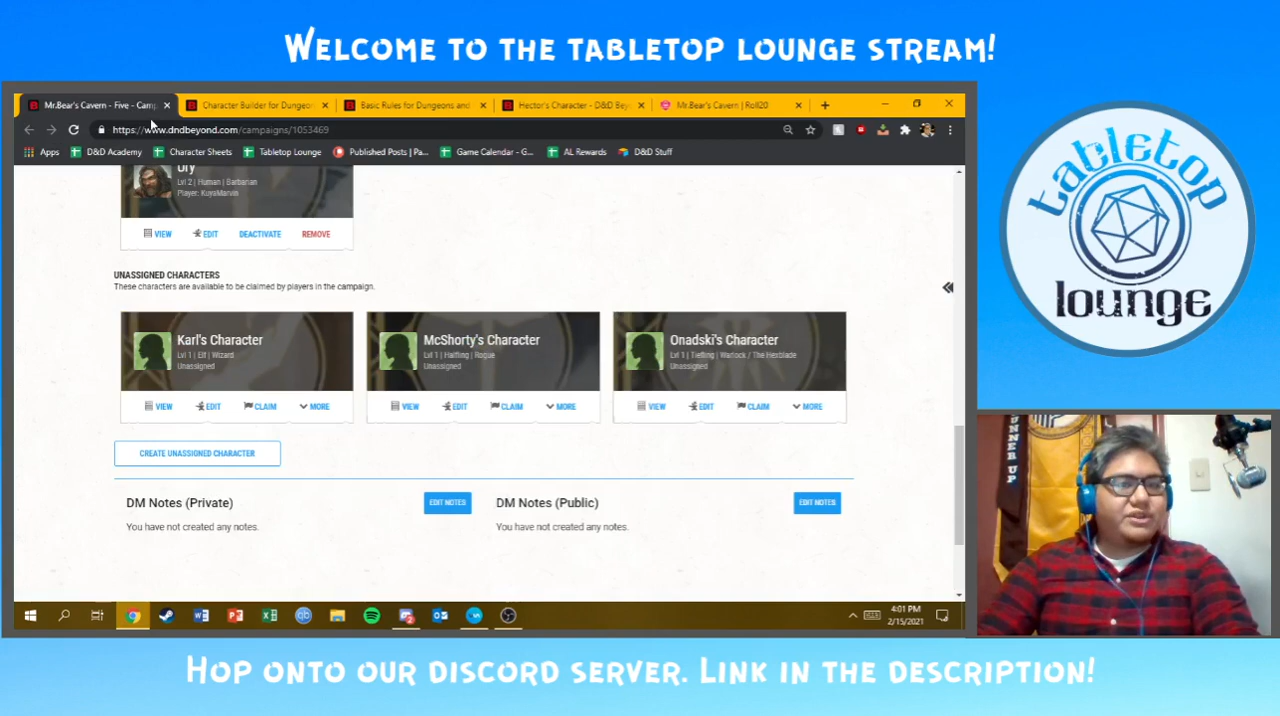 WELCOME TO THE TABLETOP LOUNGE STREAM!
Mr.Bear's Cavern - Five - Camp
Character Builder for Dungeon
Basic Rules for Dungeons and
Hector's Character - D&D Bey
Mr.Bear's Cavern | Roll20
https://www.dndbeyond.com/campaigns/1053469
Apps
D&D Academy
Character Sheets
Tabletop Lounge
Published Posts | Pa...
Game Calendar - G...
AL Rewards
D&D Stuff
Lvl 2 | Human | Barbarian
Player: KuyaMarvin
VIEW EDIT DEACTIVATE REMOVE
UNASSIGNED CHARACTERS
These characters are available to be claimed by players in the campaign.
Karl's Character
Lvl 1 | Elf | Wizard
Unassigned
VIEW EDIT CLAIM MORE
McShorty's Character
Lvl 1 | Halfling | Rogue
Unassigned
VIEW EDIT CLAIM MORE
Onadski's Character
Lvl 1 | Tiefling | Warlock / The Hexblade
Unassigned
VIEW EDIT CLAIM MORE
CREATE UNASSIGNED CHARACTER
DM Notes (Private)
EDIT NOTES
You have not created any notes.
DM Notes (Public)
EDIT NOTES
You have not created any notes.
4:01 PM
2/15/2021
tabletop
lounge
RUNNER UP
HOP ONTO OUR DISCORD SERVER. LINK IN THE DESCRIPTION!